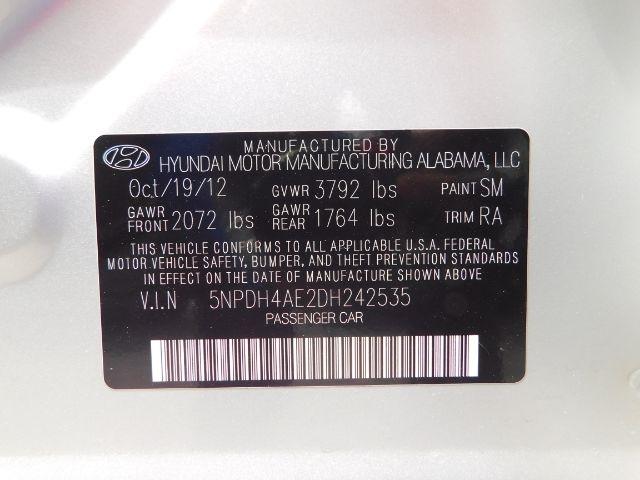 MANUFACTURED BY
HYUNDAI MOTOR MANUFACTURING ALABAMA, LLC
Oct/19/12 GVWR 3792 lbs PAINT SM
GAWR FRONT 2072 lbs GAWR REAR 1764 lbs TRIM RA
THIS VEHICLE CONFORMS TO ALL APPLICABLE U.S.A. FEDERAL
MOTOR VEHICLE SAFETY, BUMPER, AND THEFT PREVENTION STANDARDS
IN EFFECT ON THE DATE OF MANUFACTURE SHOWN ABOVE
V.I.N 5NPDH4AE2DH242535
PASSENGER CAR